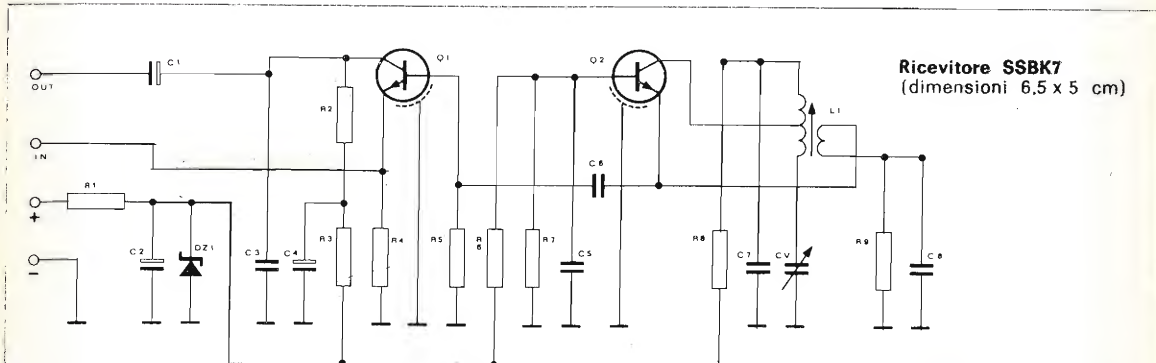 Ricevitore SSBK7
(dimensioni 6,5 x 5 cm)
C1
Q1
Q2
OUT
R2
L1
IN
C6
R1
+
C2
DZ1
C3
C4
R3
R4
R5
R6
R7
C5
R8
C7
CV
R9
C8
−